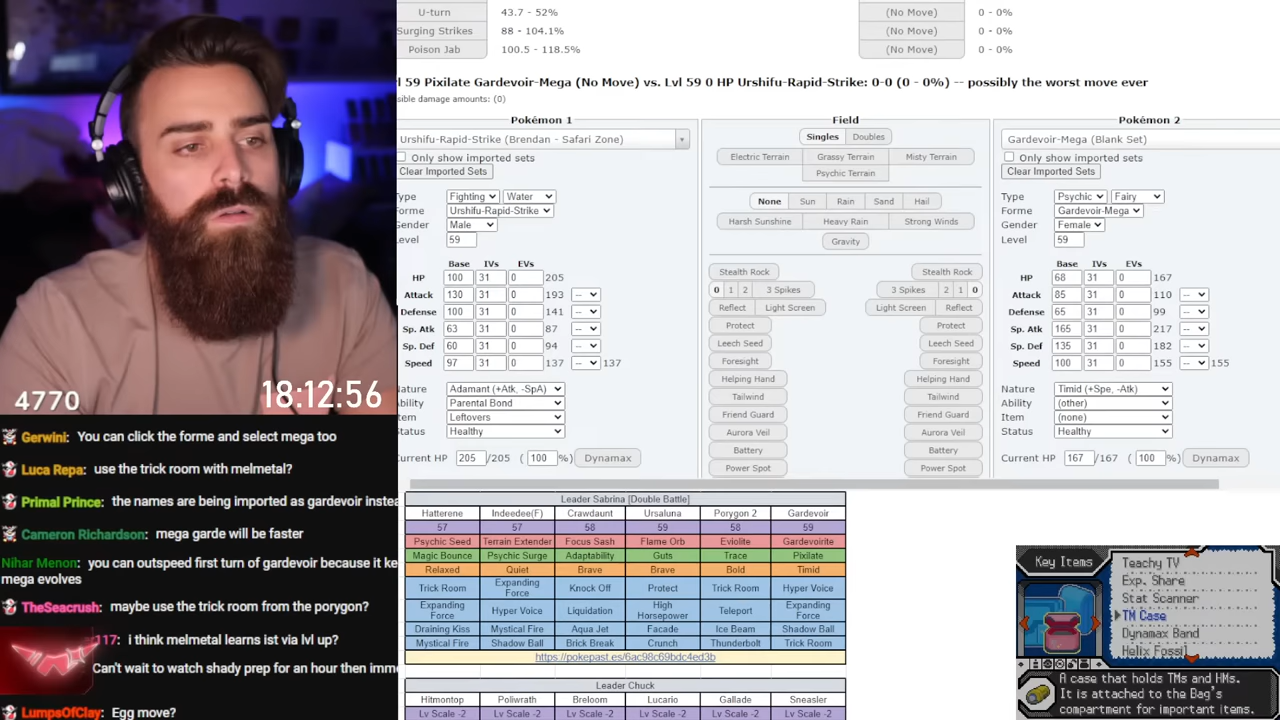 U-turn 43.7 - 52% (No Move) 0 - 0%
Surging Strikes 88 - 104.1% (No Move) 0 - 0%
Poison Jab 100.5 - 118.5% (No Move) 0 - 0%
59 Pixilate Gardevoir-Mega (No Move) vs. Lvl 59 0 HP Urshifu-Rapid-Strike: 0-0 (0 - 0%) -- possibly the worst move ever
sible damage amounts: (0)
Pokémon 1
Urshifu-Rapid-Strike (Brendan - Safari Zone)
Only show imported sets
Clear Imported Sets
Type Fighting Water
Forme Urshifu-Rapid-Strike
Gender Male
Level 59
Base IVs EVs
HP 100 31 0 205
Attack 130 31 0 193 --
Defense 100 31 0 141 --
Sp. Atk 63 31 0 87 --
Sp. Def 60 31 0 94 --
Speed 97 31 0 137 -- 137
Nature Adamant (+Atk, -SpA)
Ability Parental Bond
Item Leftovers
Status Healthy
Current HP 205 /205 ( 100 %) Dynamax
Field
Singles Doubles
Electric Terrain Grassy Terrain Misty Terrain
Psychic Terrain
None Sun Rain Sand Hail
Harsh Sunshine Heavy Rain Strong Winds
Gravity
Stealth Rock Stealth Rock
0 1 2 3 Spikes 3 Spikes 2 1 0
Reflect Light Screen Light Screen Reflect
Protect Protect
Leech Seed Leech Seed
Foresight Foresight
Helping Hand Helping Hand
Tailwind Tailwind
Friend Guard Friend Guard
Aurora Veil Aurora Veil
Battery Battery
Power Spot Power Spot
Pokémon 2
Gardevoir-Mega (Blank Set)
Only show imported sets
Clear Imported Sets
Type Psychic Fairy
Forme Gardevoir-Mega
Gender Female
Level 59
Base IVs EVs
HP 68 31 0 167
Attack 85 31 0 110 --
Defense 65 31 0 99 --
Sp. Atk 165 31 0 217 --
Sp. Def 135 31 0 182 --
Speed 100 31 0 155 -- 155
Nature Timid (+Spe, -Atk)
Ability (other)
Item (none)
Status Healthy
Current HP 167 /167 ( 100 %) Dynamax
4770 18:12:56
Gerwini: You can click the forme and select mega too
Luca Repa: use the trick room with melmetal?
Primal Prince: the names are being imported as gardevoir inste
Cameron Richardson: mega garde will be faster
Nihar Menon: you can outspeed first turn of gardevoir because it ke
mega evolves
TheSeacrush: maybe use the trick room from the porygon?
117: i think melmetal learns ist via lvl up?
Can't wait to watch shady prep for an hour then imme
LumpsOfClay: Egg move?
Leader Sabrina [Double Battle]
Hatterene Indeedee(F) Crawdaunt Ursaluna Porygon 2 Gardevoir
57 57 58 59 58 59
Psychic Seed Terrain Extender Focus Sash Flame Orb Eviolite Gardevoirite
Magic Bounce Psychic Surge Adaptability Guts Trace Pixilate
Relaxed Quiet Brave Brave Bold Timid
Trick Room Expanding Force Knock Off Protect Trick Room Hyper Voice
Expanding Force Hyper Voice Liquidation High Horsepower Teleport Expanding Force
Draining Kiss Mystical Fire Aqua Jet Facade Ice Beam Shadow Ball
Mystical Fire Shadow Ball Brick Break Crunch Thunderbolt Trick Room
https://pokepast.es/6ac98c69bdc4ed3b
Leader Chuck
Hitmontop Poliwrath Breloom Lucario Gallade Sneasler
Lv Scale -2 Lv Scale -2 Lv Scale -2 Lv Scale -2 Lv Scale -2 Lv Scale -2
Key Items
Teachy TV
Exp. Share
Stat Scanner
TM Case
Dynamax Band
Helix Fossil
A case that holds TMs and HMs.
It is attached to the Bag's
compartment for important items.